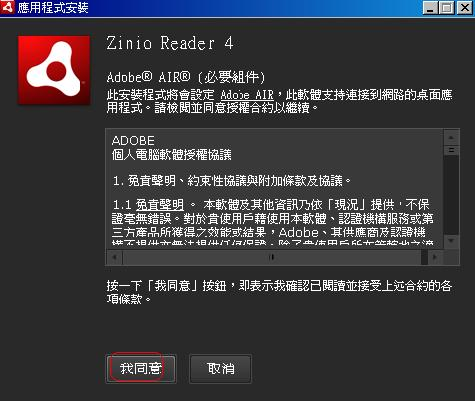 應用程式安裝
Zinio Reader 4
Adobe® AIR® (必要組件)
此安裝程式將會設定 Adobe AIR，此軟體支持連接到網路的桌面應
用程式。請檢閱並同意授權合約以繼續。
ADOBE
個人電腦軟體授權協議
1. 免責聲明、約束性協議與附加條款及協議。
1.1 免責聲明 。 本軟體及其他資訊乃依「現況」提供，不保
證毫無錯誤。對於貴使用戶藉使用本軟體、認證機構服務或第
三方產品所獲得之效能或結果，Adobe、其供應商及認證機
構不提供亦無法提供任何保證。
按一下「我同意」按鈕，即表示我確認已閱讀並接受上述合約的各
項條款。
我同意
取消